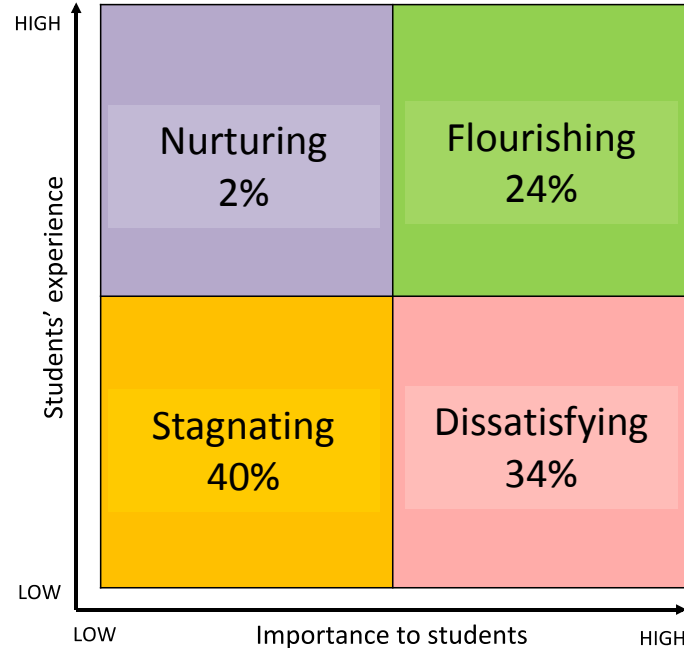 HIGH
Nurturing
2%
Flourishing
24%
Students' experience
Stagnating
40%
Dissatisfying
34%
LOW
LOW
Importance to students
HIGH